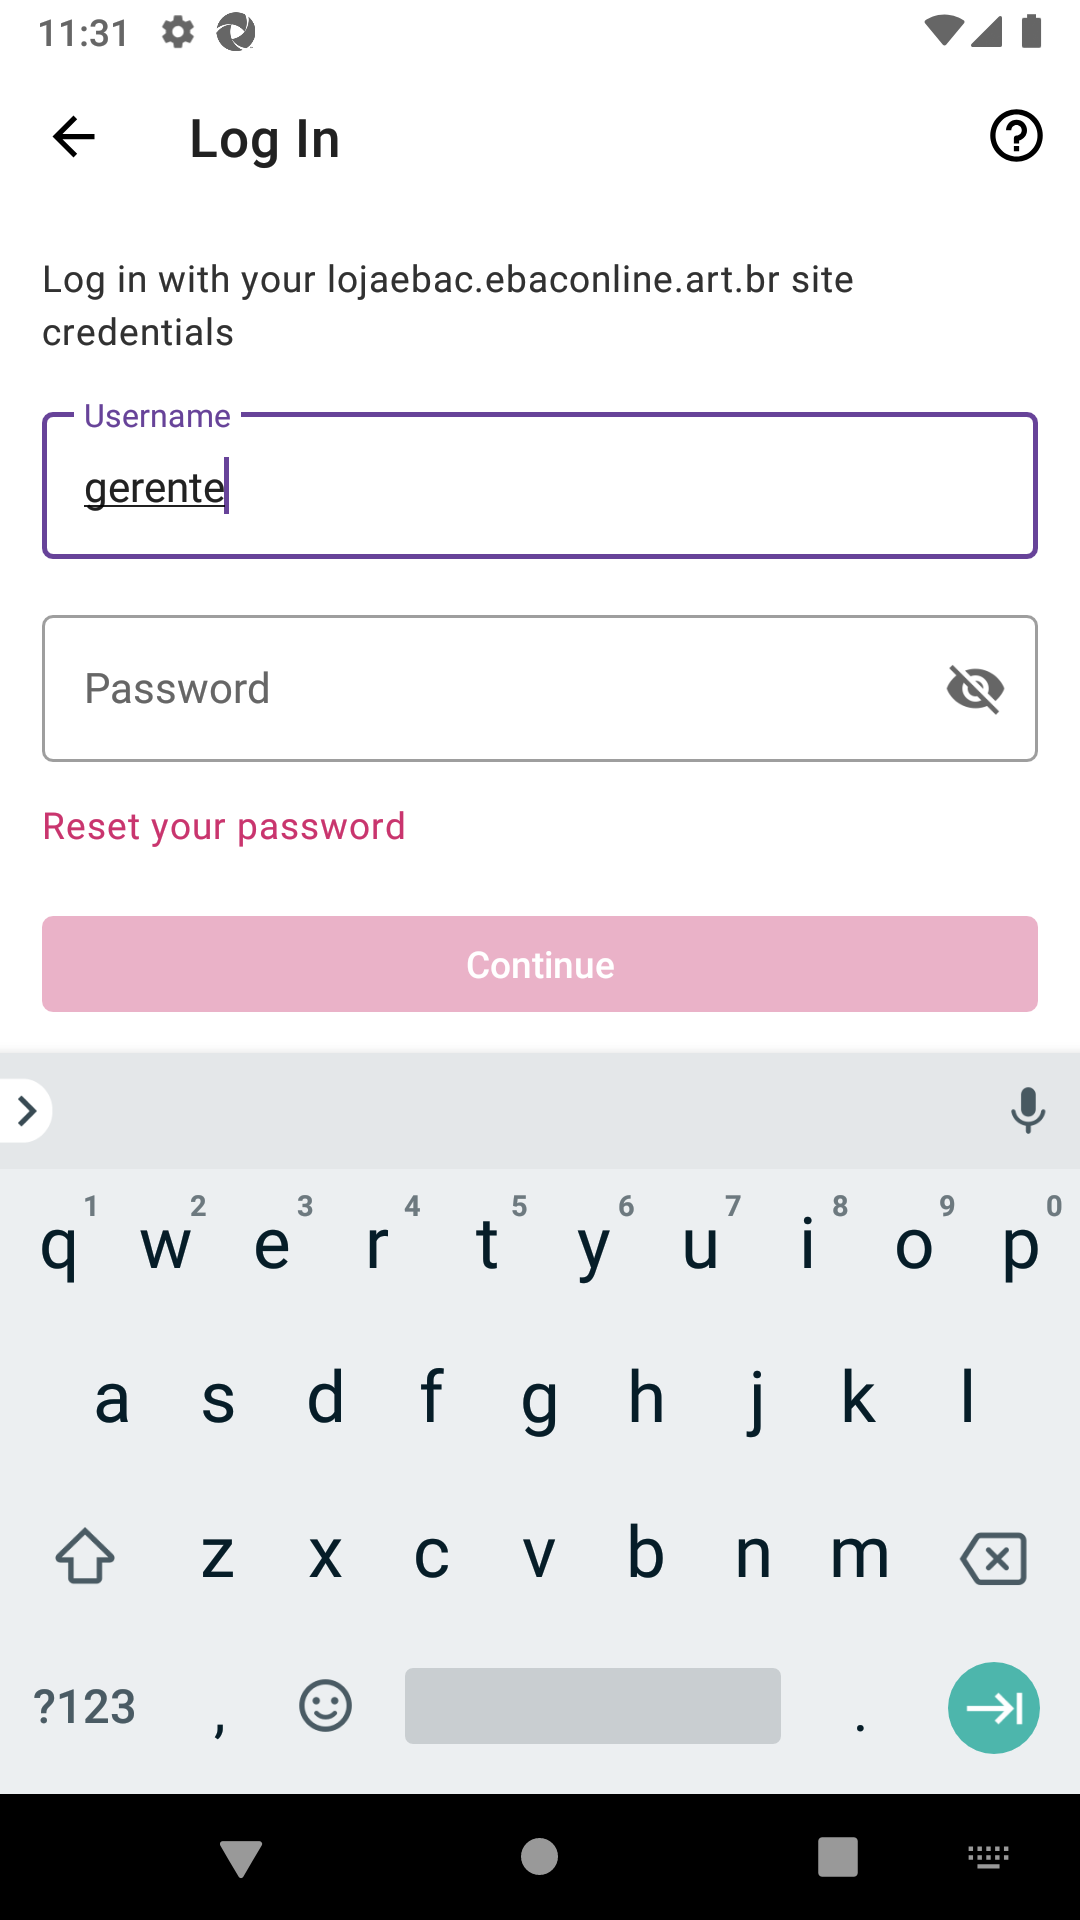 11:31
Log In
Log in with your lojaebac.ebaconline.art.br site
credentials
Username
gerente
Password
Reset your password
Continue
1 2 3 4 5 6 7 8 9 0
q w e r t y u i o p
a s d f g h j k l
z x c v b n m
?123 , .